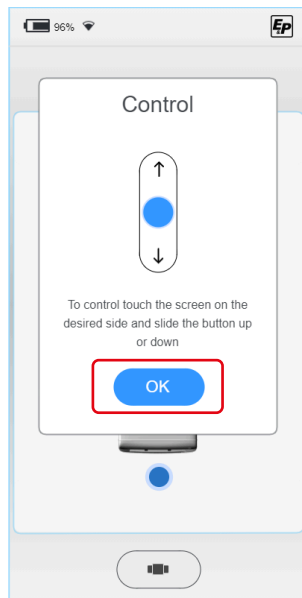 96%
E&P
Control
To control touch the screen on the
desired side and slide the button up
or down
OK